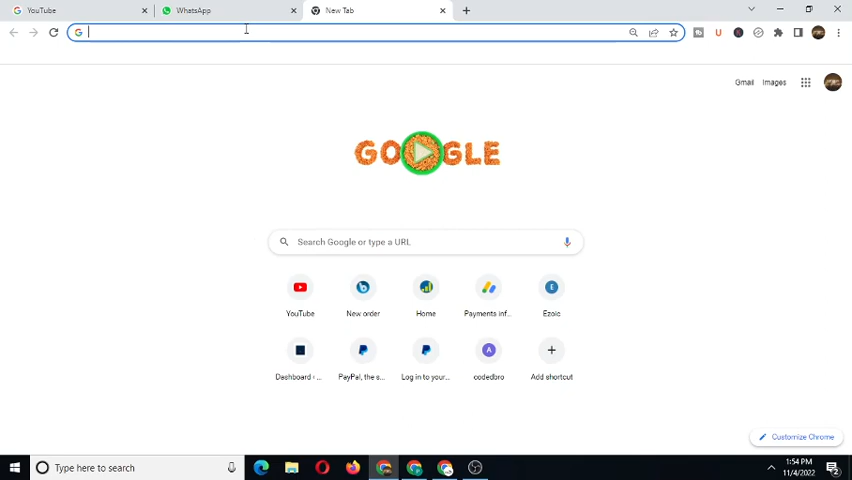 YouTube
WhatsApp
New Tab
Gmail
Images
GOOGLE
Search Google or type a URL
YouTube
New order
Home
Payments inf...
Ezoic
Dashboard ‹ ...
PayPal, the s...
Log in to your...
A
codedbro
Add shortcut
Customize Chrome
Type here to search
1:54 PM
11/4/2022